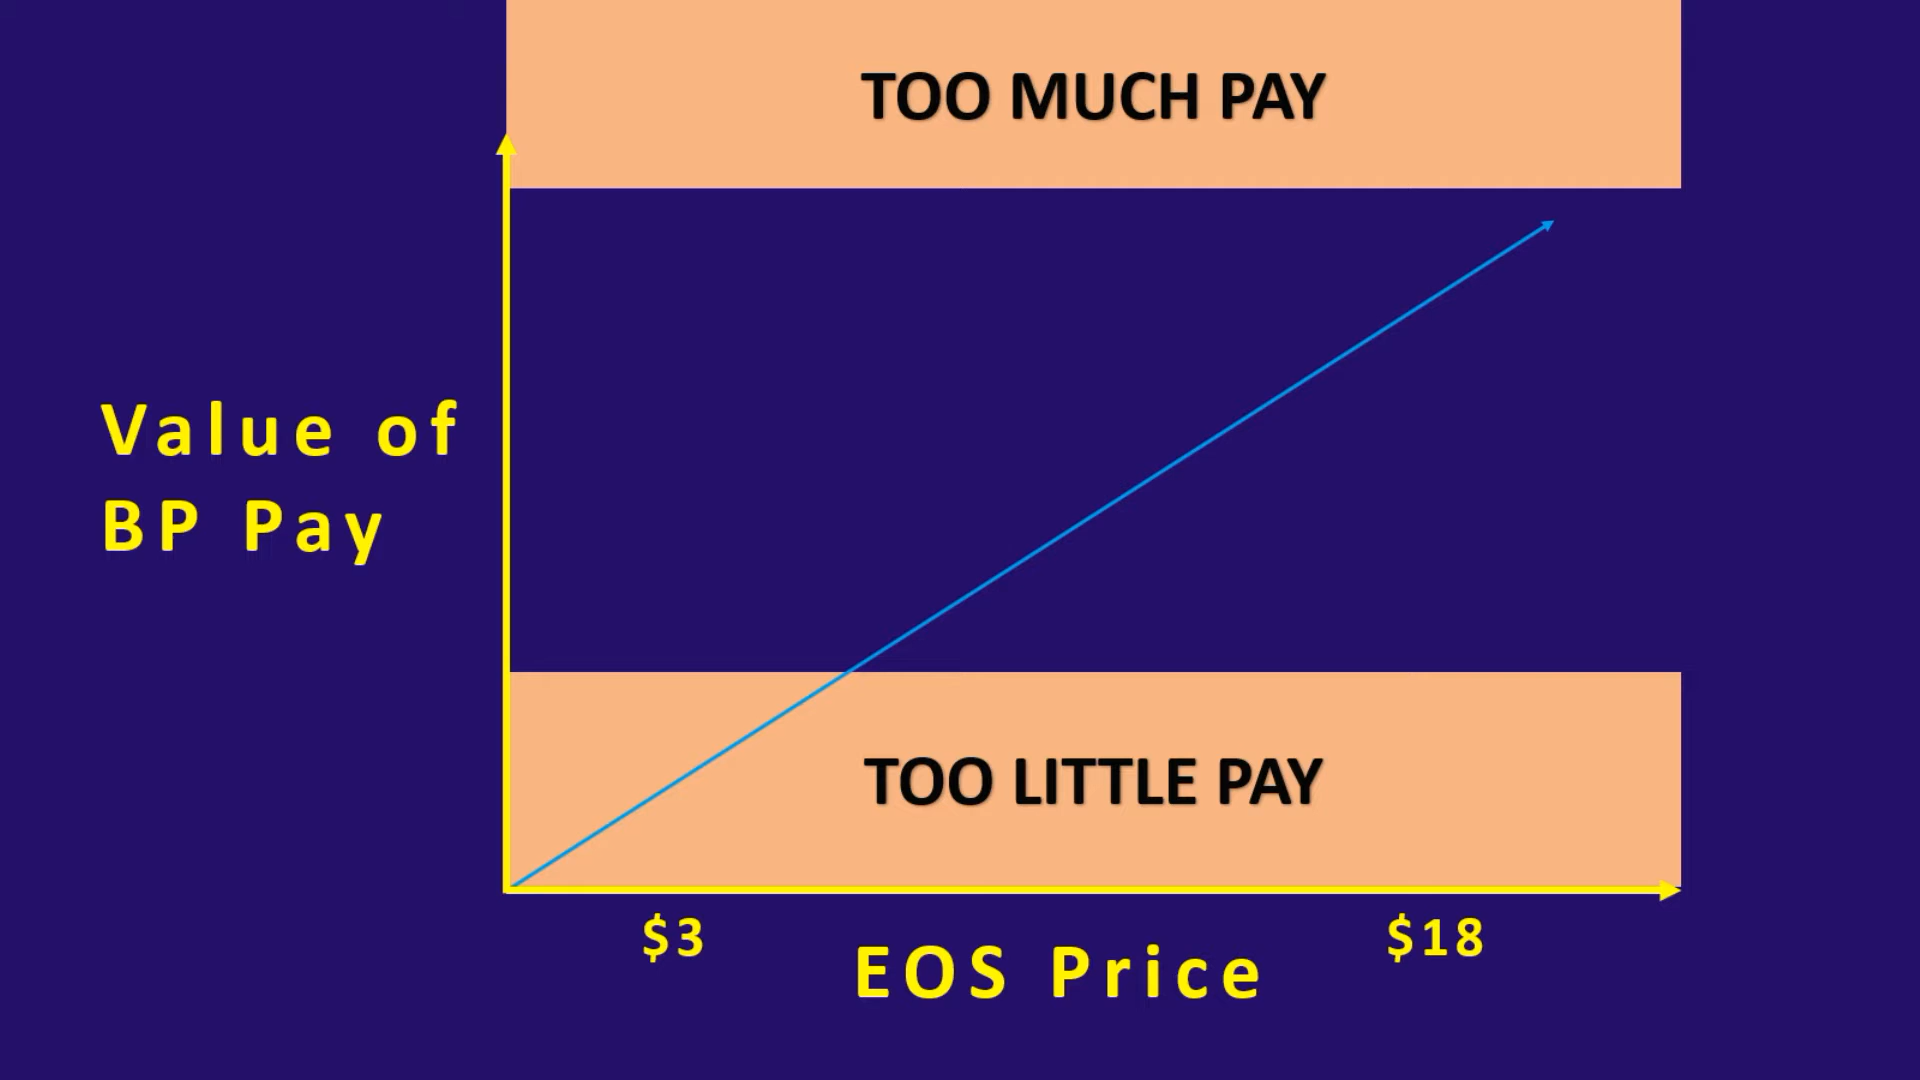 TOO MUCH PAY
Value of
BP Pay
TOO LITTLE PAY
$3
$18
EOS Price